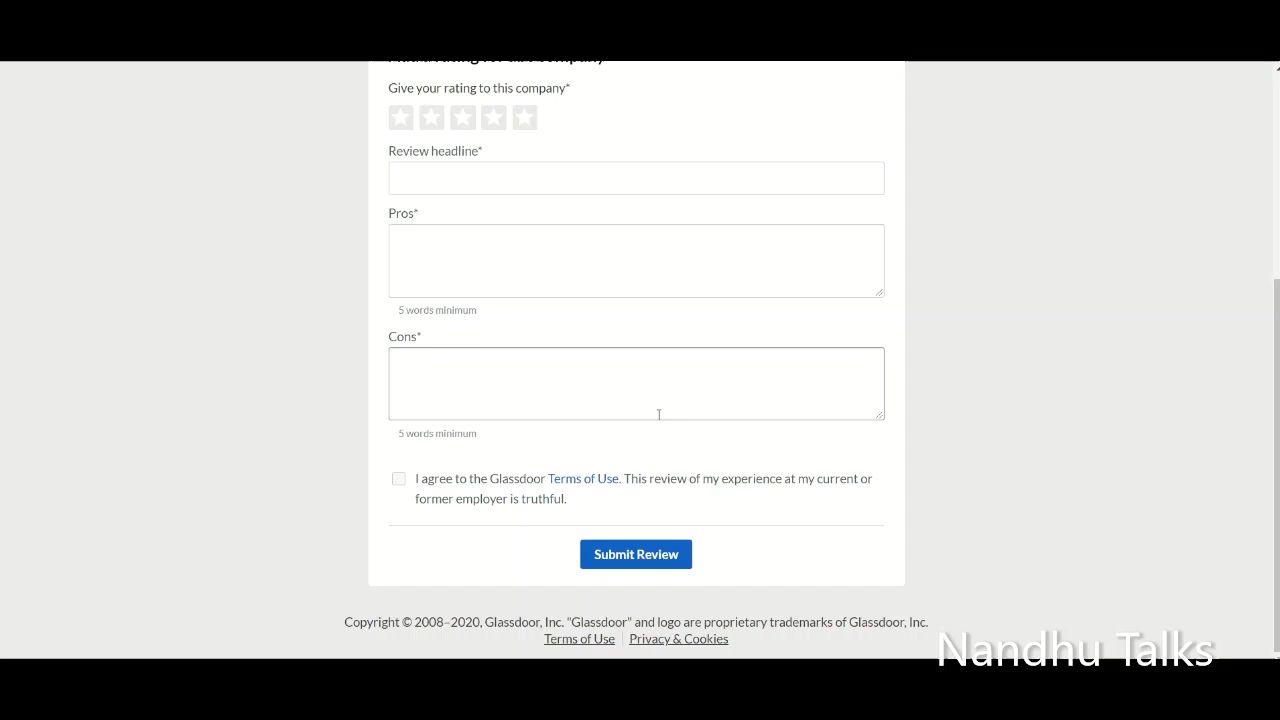 Give your rating to this company*
Review headline*
Pros*
5 words minimum
Cons*
5 words minimum
I agree to the Glassdoor Terms of Use. This review of my experience at my current or
former employer is truthful.
Submit Review
Copyright © 2008–2020, Glassdoor, Inc. "Glassdoor" and logo are proprietary trademarks of Glassdoor, Inc.
Terms of Use Privacy & Cookies
Nandhu Talks